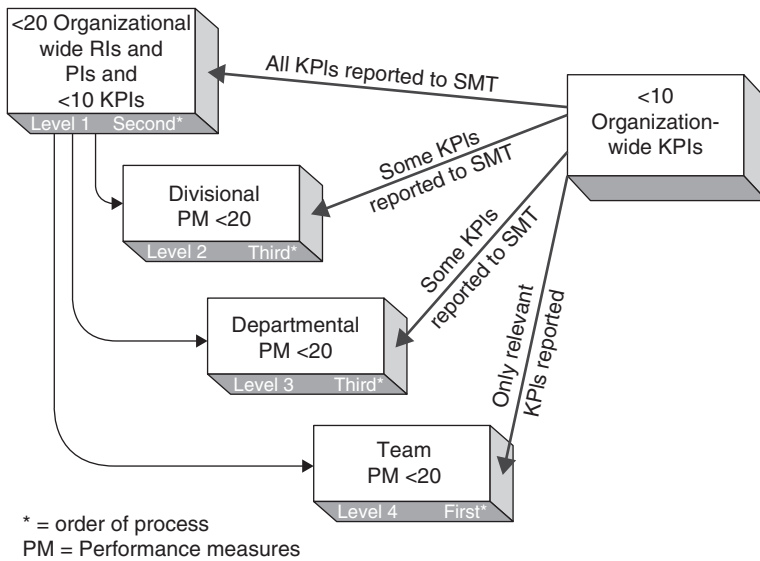 <20 Organizational
wide RIs and
PIs and
<10 KPIs
Level 1 Second*
All KPIs reported to SMT
<10
Organization-
wide KPIs
Divisional
PM <20
Level 2 Third*
Some KPIs
reported to SMT
Departmental
PM <20
Level 3 Third*
Some KPIs
reported to SMT
Team
PM <20
Level 4 First*
Only relevant
KPIs reported
* = order of process
PM = Performance measures